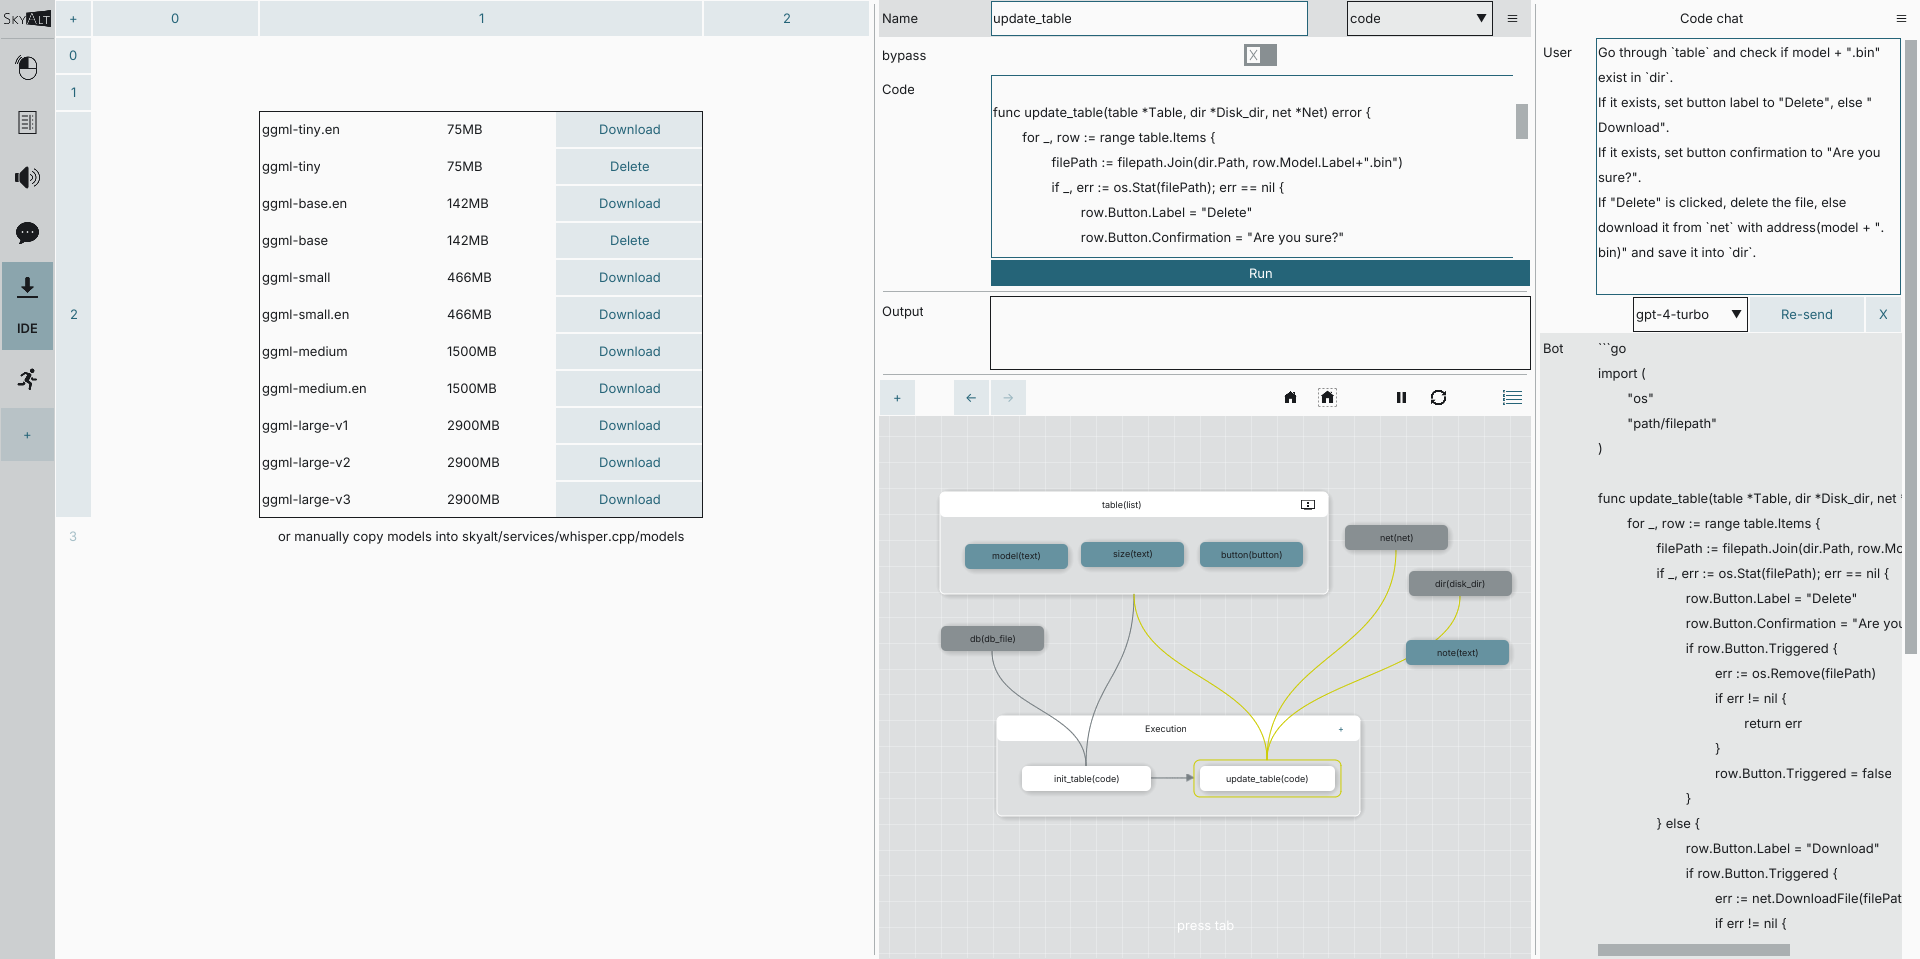 SKYALT
+
0
1
2
0
1
2
3
IDE
+
ggml-tiny.en 75MB Download
ggml-tiny 75MB Delete
ggml-base.en 142MB Download
ggml-base 142MB Delete
ggml-small 466MB Download
ggml-small.en 466MB Download
ggml-medium 1500MB Download
ggml-medium.en 1500MB Download
ggml-large-v1 2900MB Download
ggml-large-v2 2900MB Download
ggml-large-v3 2900MB Download
or manually copy models into skyalt/services/whisper.cpp/models
Name update_table code
bypass X
Code
func update_table(table *Table, dir *Disk_dir, net *Net) error {
for _, row := range table.Items {
filePath := filepath.Join(dir.Path, row.Model.Label+".bin")
if _, err := os.Stat(filePath); err == nil {
row.Button.Label = "Delete"
row.Button.Confirmation = "Are you sure?"
Run
Output
+ ← →
table(list)
model(text) size(text) button(button)
net(net)
dir(disk_dir)
db(db_file)
note(text)
Execution +
init_table(code) update_table(code)
press tab
Code chat
User
Go through `table` and check if model + ".bin"
exist in `dir`.
If it exists, set button label to "Delete", else "
Download".
If it exists, set button confirmation to "Are you
sure?".
If "Delete" is clicked, delete the file, else
download it from `net` with address(model + ".
bin)" and save it into `dir`.
gpt-4-turbo Re-send X
Bot
```go
import (
"os"
"path/filepath"
)
func update_table(table *Table, dir *Disk_dir, net *
for _, row := range table.Items {
filePath := filepath.Join(dir.Path, row.Mo
if _, err := os.Stat(filePath); err == nil {
row.Button.Label = "Delete"
row.Button.Confirmation = "Are you
if row.Button.Triggered {
err := os.Remove(filePath)
if err != nil {
return err
}
row.Button.Triggered = false
}
} else {
row.Button.Label = "Download"
if row.Button.Triggered {
err := net.DownloadFile(filePat
if err != nil {